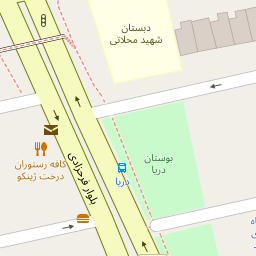 دبستان
شهید محلاتی
کافه رستوران
درخت ژینکو
بلوار فرحزادی
بوستان
دریا
دریا